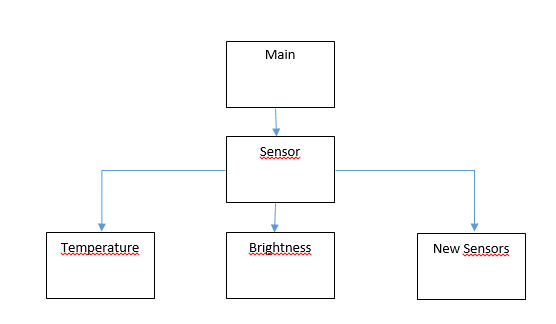 Main
Sensor
Temperature
Brightness
New Sensors